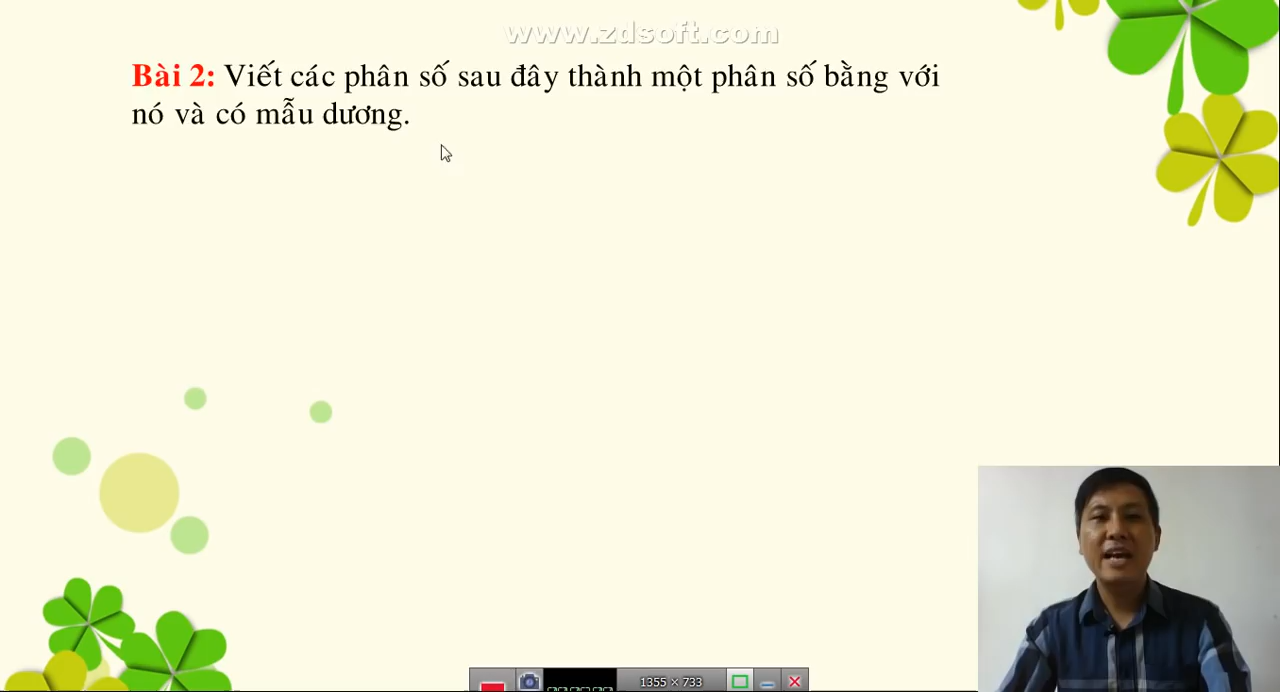 www.zdsoft.com
Bài 2: Viết các phân số sau đây thành một phân số bằng với
nó và có mẫu dương.
1355 × 733